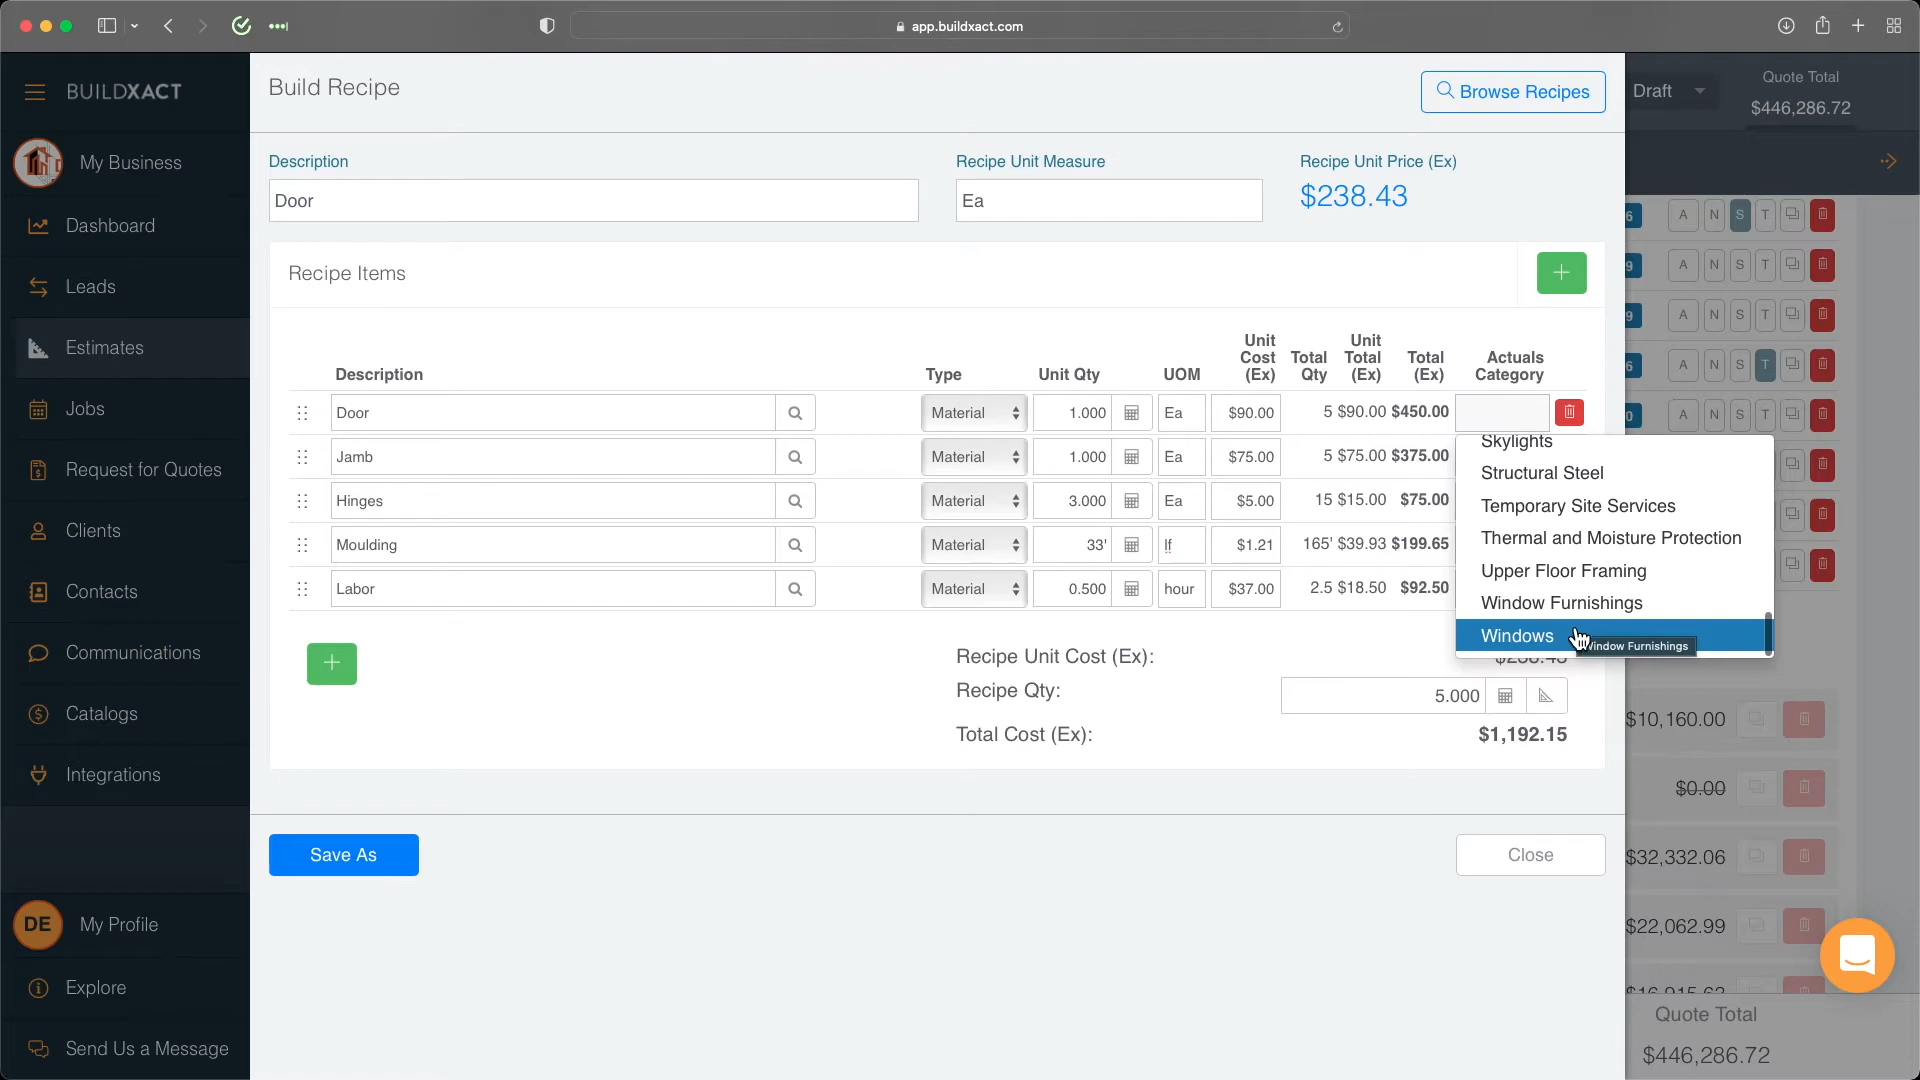 app.buildxact.com
BUILDXACT
My Business
Dashboard
Leads
Estimates
Jobs
Request for Quotes
Clients
Contacts
Communications
Catalogs
Integrations
DE My Profile
Explore
Send Us a Message
Build Recipe
Browse Recipes
Draft
Quote Total
$446,286.72
Description
Recipe Unit Measure
Recipe Unit Price (Ex)
Door
Ea
$238.43
Recipe Items
Description Type Unit Qty UOM Unit Cost (Ex) Total Qty Unit Total (Ex) Total (Ex) Actuals Category
Door Material 1.000 Ea $90.00 5 $90.00 $450.00
Jamb Material 1.000 Ea $75.00 5 $75.00 $375.00
Hinges Material 3.000 Ea $5.00 15 $15.00 $75.00
Moulding Material 33' lf $1.21 165' $39.93 $199.65
Labor Material 0.500 hour $37.00 2.5 $18.50 $92.50
Skylights
Structural Steel
Temporary Site Services
Thermal and Moisture Protection
Upper Floor Framing
Window Furnishings
Windows
Window Furnishings
Recipe Unit Cost (Ex):
$238.43
Recipe Qty:
5.000
Total Cost (Ex):
$1,192.15
Save As
Close
6 A N S T
9 A N S T
9 A N S T
6 A N S T
0 A N S T
$10,160.00
$0.00
$32,332.06
$22,062.99
Quote Total
$446,286.72